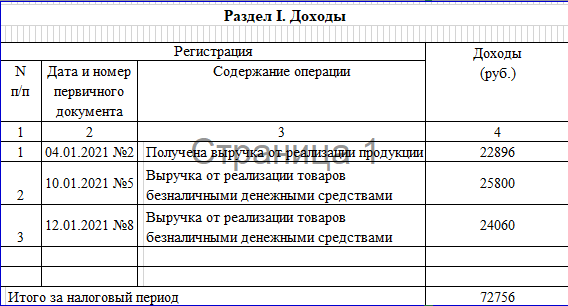 Раздел I. Доходы
Регистрация
Доходы
(руб.)
N
п/п
Дата и номер
первичного
документа
Содержание операции
1 2 3 4
1 04.01.2021 №2 Получена выручка от реализации продукции 22896
2 10.01.2021 №5 Выручка от реализации товаров
безналичными денежными средствами 25800
3 12.01.2021 №8 Выручка от реализации товаров
безналичными денежными средствами 24060
Итого за налоговый период 72756
Страница 1